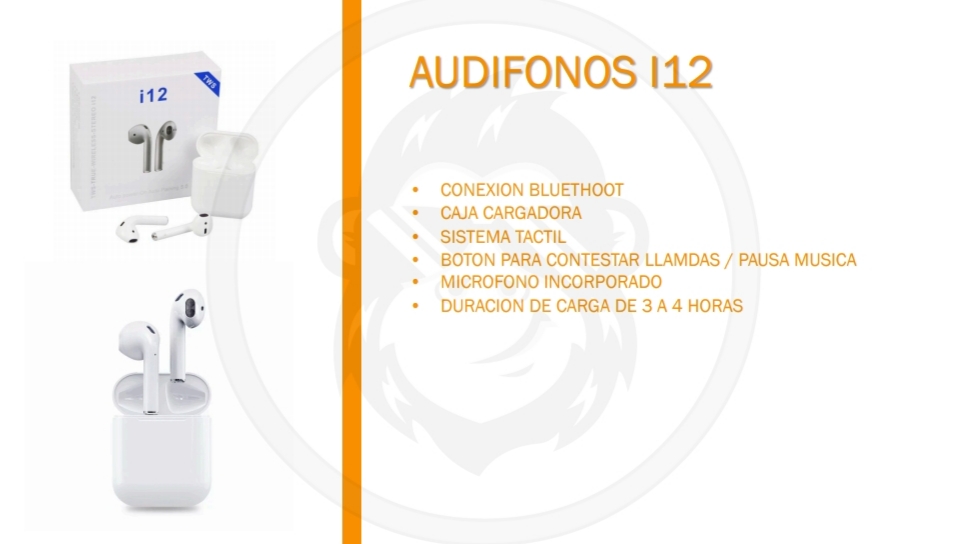 TWS
i12
AUDIFONOS I12
• CONEXION BLUETHOOT
• CAJA CARGADORA
• SISTEMA TACTIL
• BOTON PARA CONTESTAR LLAMDAS / PAUSA MUSICA
• MICROFONO INCORPORADO
• DURACION DE CARGA DE 3 A 4 HORAS